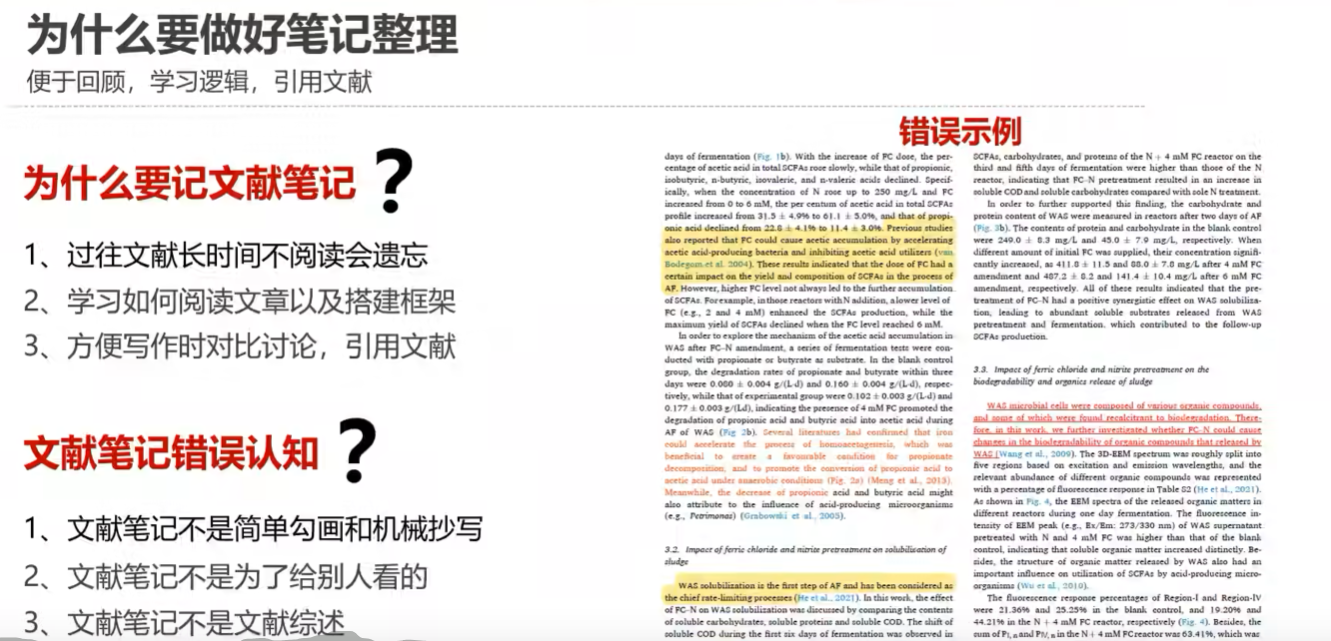 为什么要做好笔记整理
便于回顾，学习逻辑，引用文献
为什么要记文献笔记？
1、过往文献长时间不阅读会遗忘
2、学习如何阅读文章以及搭建框架
3、方便写作时对比讨论，引用文献
文献笔记错误认知？
1、文献笔记不是简单勾画和机械抄写
2、文献笔记不是为了给别人看的
3、文献笔记不是文献综述
错误示例
days of fermentation (Fig. 1b). With the increase of FC dose, the per-
centage of acetic acid in total SCFAs rose slowly, while that of propionic,
isobutyric, n-butyric, isovaleric, and n-valeric acids declined. Specif-
ically, when the concentration of N rose up to 250 mg/L and FC
increased from 0 to 6 mM, the per centum of acetic acid in total SCFAs
profile increased from 31.5 ± 4.9% to 61.1 ± 5.0%, and that of propi-
onic acid declined from 22.8 ± 4.1% to 11.4 ± 3.0%. Previous studies
also reported that FC could cause acetic accumulation by accelerating
acetic acid-producing bacteria and inhibiting acetic acid utilizers (van
Bodegom et al. 2004). These results indicated that the dose of FC had a
certain impact on the yield and composition of SCFAs in the process of
AF. However, higher FC level not always led to the further accumulation
of SCFAs. For example, in those reactors with N addition, a lower level of
FC (e.g., 2 and 4 mM) enhanced the SCFAs production, while the
maximum yield of SCFAs declined when the FC level reached 6 mM.
In order to explore the mechanism of the acetic acid accumulation in
WAS after FC-N amendment, a series of fermentation tests were con-
ducted with propionate or butyrate as substrate. In the blank control
group, the degradation rates of propionate and butyrate within three
days were 0.080 ± 0.004 g/(L·d) and 0.160 ± 0.004 g/(L·d), respec-
tively, while that of experimental group were 0.102 ± 0.003 g/(L·d) and
0.177 ± 0.003 g/(Ld), indicating the presence of 4 mM FC promoted the
degradation of propionic acid and butyric acid into acetic acid during
AF of WAS (Fig 2b). Several literatures had confirmed that iron
could accelerate the process of homoacetogenesis, which was
beneficial to create a favourable condition for propionate
decomposition, and to promote the conversion of propionic acid to
acetic acid under anaerobic conditions (Fig. 2a) (Meng et al., 2013).
Meanwhile, the decrease of propionic acid and butyric acid might
also attribute to the influence of acid-producing microorganisms
(e.g., Petrimonas) (Grabowski et al., 2005).
3.2. Impact of ferric chloride and nitrite pretreatment on solubilisation of
sludge
WAS solubilization is the first step of AF and has been considered as
the chief rate-limiting processes (He et al., 2021). In this work, the effect
of FC-N on WAS solubilization was discussed by comparing the contents
of soluble carbohydrates, soluble proteins and soluble COD. The shift of
soluble COD during the first six days of fermentation was observed in
SCFAs, carbohydrates, and proteins of the N + 4 mM FC reactor on the
third and fifth days of fermentation were higher than those of the N
reactor, indicating that FC-N pretreatment resulted in an increase in
soluble COD and soluble carbohydrates compared with sole N treatment.
In order to further supported this finding, the carbohydrate and
protein content of WAS were measured in reactors after two days of AF
(Fig. 3b). The contents of protein and carbohydrate in the blank control
were 249.0 ± 8.3 mg/L and 45.0 ± 7.9 mg/L, respectively. When
different amount of initial FC was supplied, their concentration signifi-
cantly increased, as 411.8 ± 11.5 and 88.0 ± 7.8 mg/L after 4 mM FC
amendment and 487.2 ± 8.2 and 141.4 ± 10.4 mg/L after 6 mM FC
amendment, respectively. All of these results indicated that the pre-
treatment of FC-N had a positive synergistic effect on WAS solubiliza-
tion, leading to abundant soluble substrates released from WAS
pretreatment and fermentation, which contributed to the follow-up
SCFAs production.
3.3. Impact of ferric chloride and nitrite pretreatment on the
biodegradability and organics release of sludge
WAS microbial cells were composed of various organic compounds,
and some of which were found recalcitrant to biodegradation. There-
fore, in this work, we further investigated whether FC-N could cause
changes in the biodegradability of organic compounds that released by
WAS (Wang et al., 2009). The 3D-EEM spectrum was roughly split into
five regions based on excitation and emission wavelengths, and the
relevant abundance of different organic compounds was represented
with a percentage of fluorescence response in Table S2 (He et al., 2021).
As shown in Fig. 4, the EEM spectra of the released organic matters in
different reactors during one day fermentation. The fluorescence in-
tensity of EEM peak (e.g., Ex/Em: 273/330 nm) of WAS supernatant
pretreated with N and 4 mM FC was higher than that of the blank
control, indicating that soluble organic matter increased distinctly. Be-
sides, the structure of organic matter released by WAS also had an
important influence on utilization of SCFAs by acid-producing micro-
organisms (Wu et al., 2010).
The fluorescence response percentages of Region-I and Region-IV
were 21.36% and 25.25% in the blank control, and 19.20% and
44.21% in the N + 4 mM FC reactor, respectively (Fig. 4). Besides, the